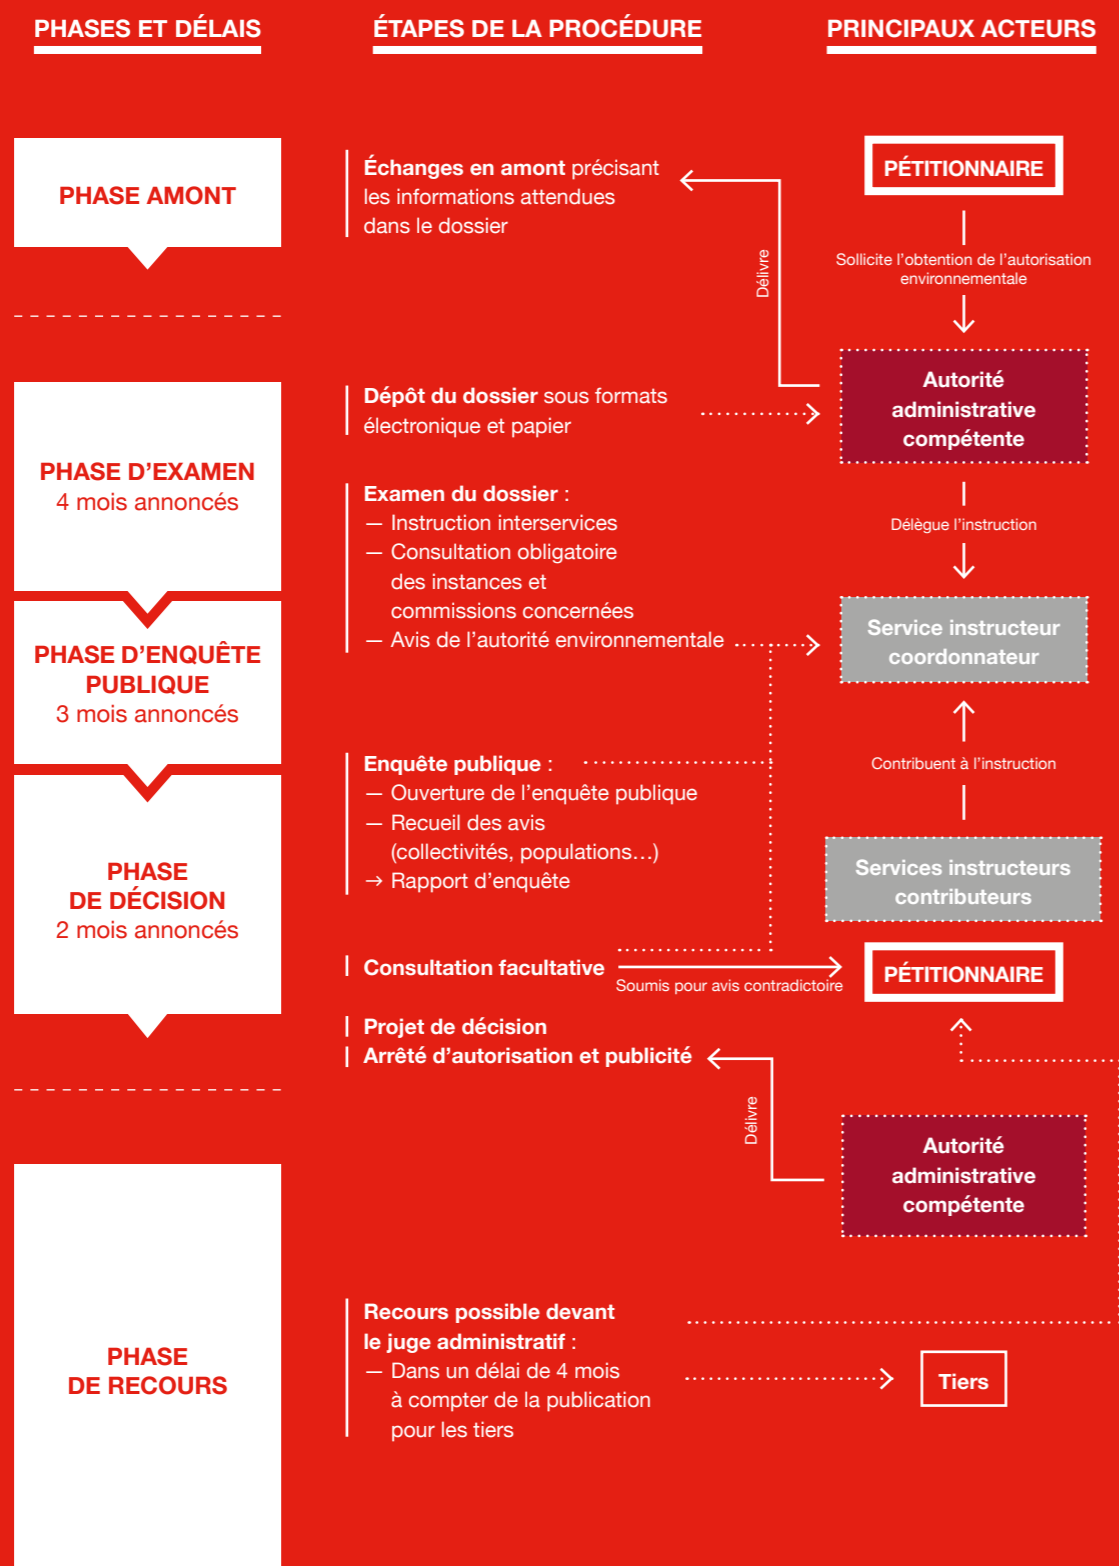 PHASES ET DÉLAIS
ÉTAPES DE LA PROCÉDURE
PRINCIPAUX ACTEURS
PHASE AMONT
Échanges en amont précisant
les informations attendues
dans le dossier
Délivre
PÉTITIONNAIRE
Sollicite l’obtention de l’autorisation
environnementale
Autorité
administrative
compétente
PHASE D’EXAMEN
4 mois annoncés
Dépôt du dossier sous formats
électronique et papier
Examen du dossier :
— Instruction interservices
— Consultation obligatoire
des instances et
commissions concernées
— Avis de l’autorité environnementale
Délègue l’instruction
Service instructeur
coordonnateur
PHASE D’ENQUÊTE
PUBLIQUE
3 mois annoncés
Enquête publique :
— Ouverture de l’enquête publique
— Recueil des avis
(collectivités, populations…)
→ Rapport d’enquête
Contribuent à l’instruction
Services instructeurs
contributeurs
PHASE
DE DÉCISION
2 mois annoncés
Consultation facultative
Soumis pour avis contradictoire
PÉTITIONNAIRE
Projet de décision
Arrêté d’autorisation et publicité
Délivre
Autorité
administrative
compétente
PHASE
DE RECOURS
Recours possible devant
le juge administratif :
— Dans un délai de 4 mois
à compter de la publication
pour les tiers
Tiers